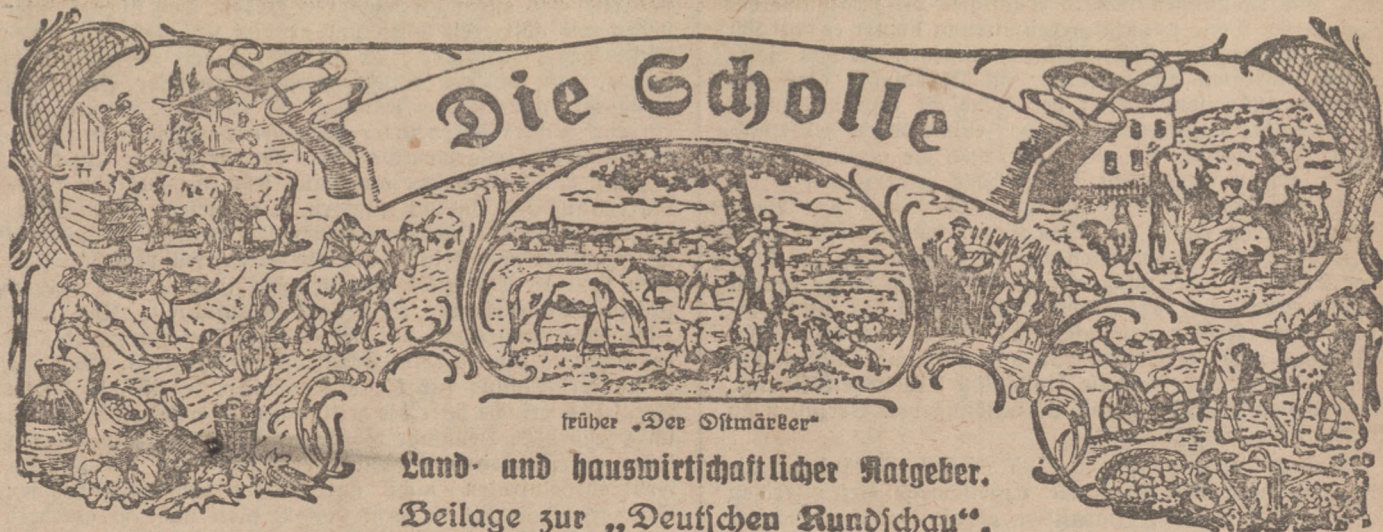 Die Scholle
früher „Der Ostmärker“
Land- und hauswirtschaftlicher Ratgeber.
Beilage zur „Deutschen Rundschau“.